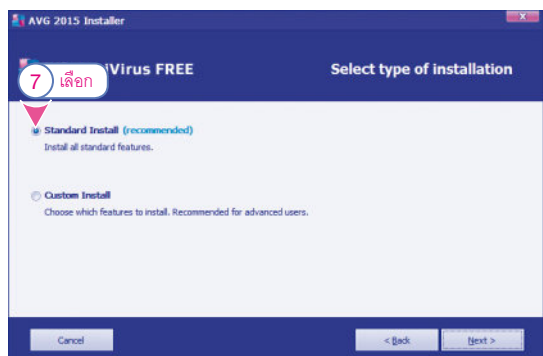 AVG 2015 Installer
iVirus FREE
Select type of installation
7 เลือก
Standard Install (recommended)
Install all standard features.
Custom Install
Choose which features to install. Recommended for advanced users.
Cancel
< Back
Next >